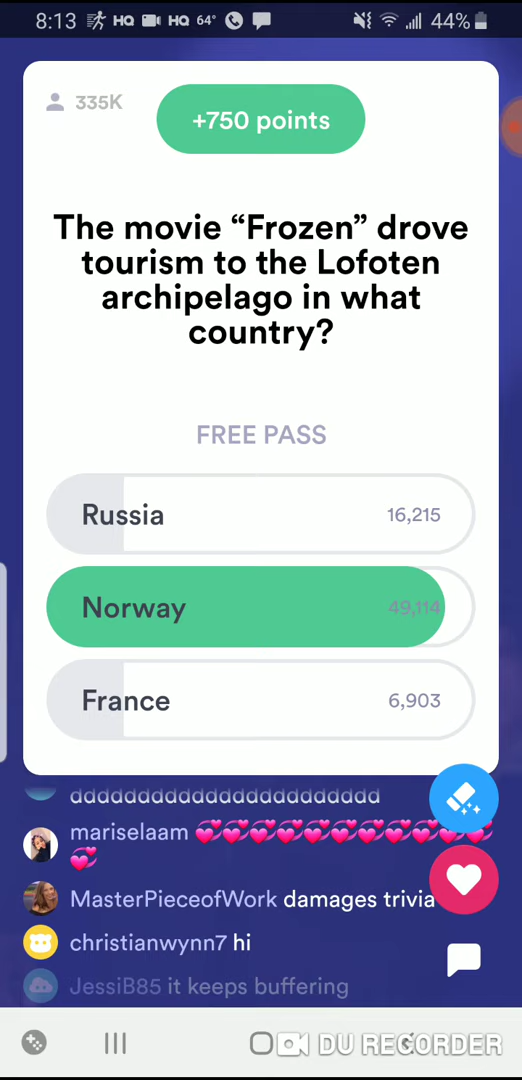 8:13 HQ HQ 64° 44%
335K
+750 points
The movie “Frozen” drove
tourism to the Lofoten
archipelago in what
country?
FREE PASS
Russia 16,215
Norway 49,114
France 6,903
ddddddddddddddddddddddd
mariselaam 💞💞💞💞💞💞💞💞💞💞💞
💞
MasterPieceofWork damages trivia
christianwynn7 hi
JessiB85 it keeps buffering
DU RECORDER